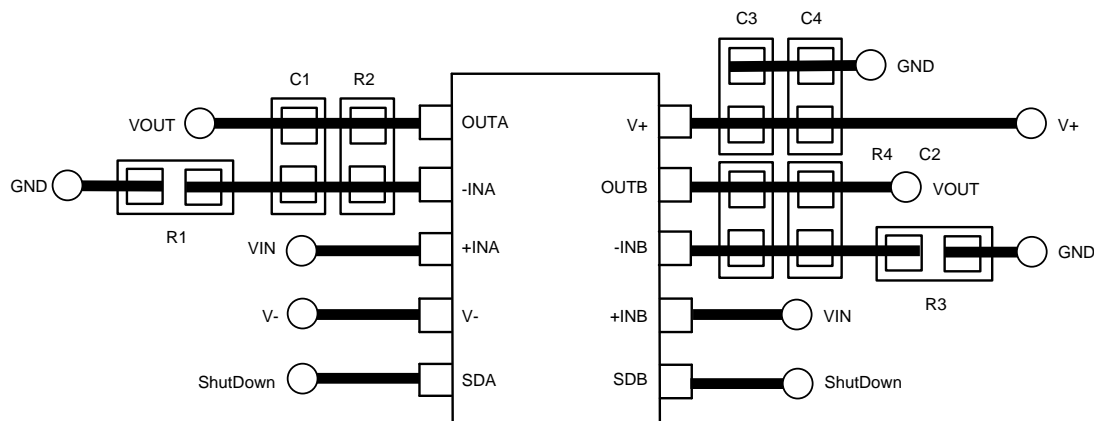 C3 C4
GND
C1 R2
VOUT OUTA V+ V+
R4 C2
GND -INA OUTB VOUT
R1
VIN +INA -INB GND
R3
V- V- +INB VIN
ShutDown SDA SDB ShutDown